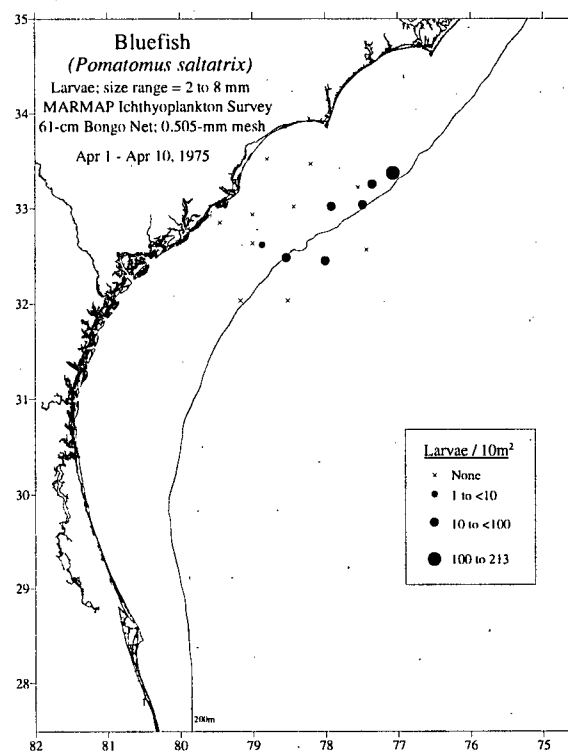 Bluefish
(Pomatomus saltatrix)
Larvae; size range = 2 to 8 mm
MARMAP Ichthyoplankton Survey
61-cm Bongo Net; 0.505-mm mesh
Apr 1 - Apr 10, 1975
35
34
33
32
31
30
29
28
Larvae / 10m²
× None
1 to <10
10 to <100
100 to 213
200m
82 81 80 79 78 77 76 75